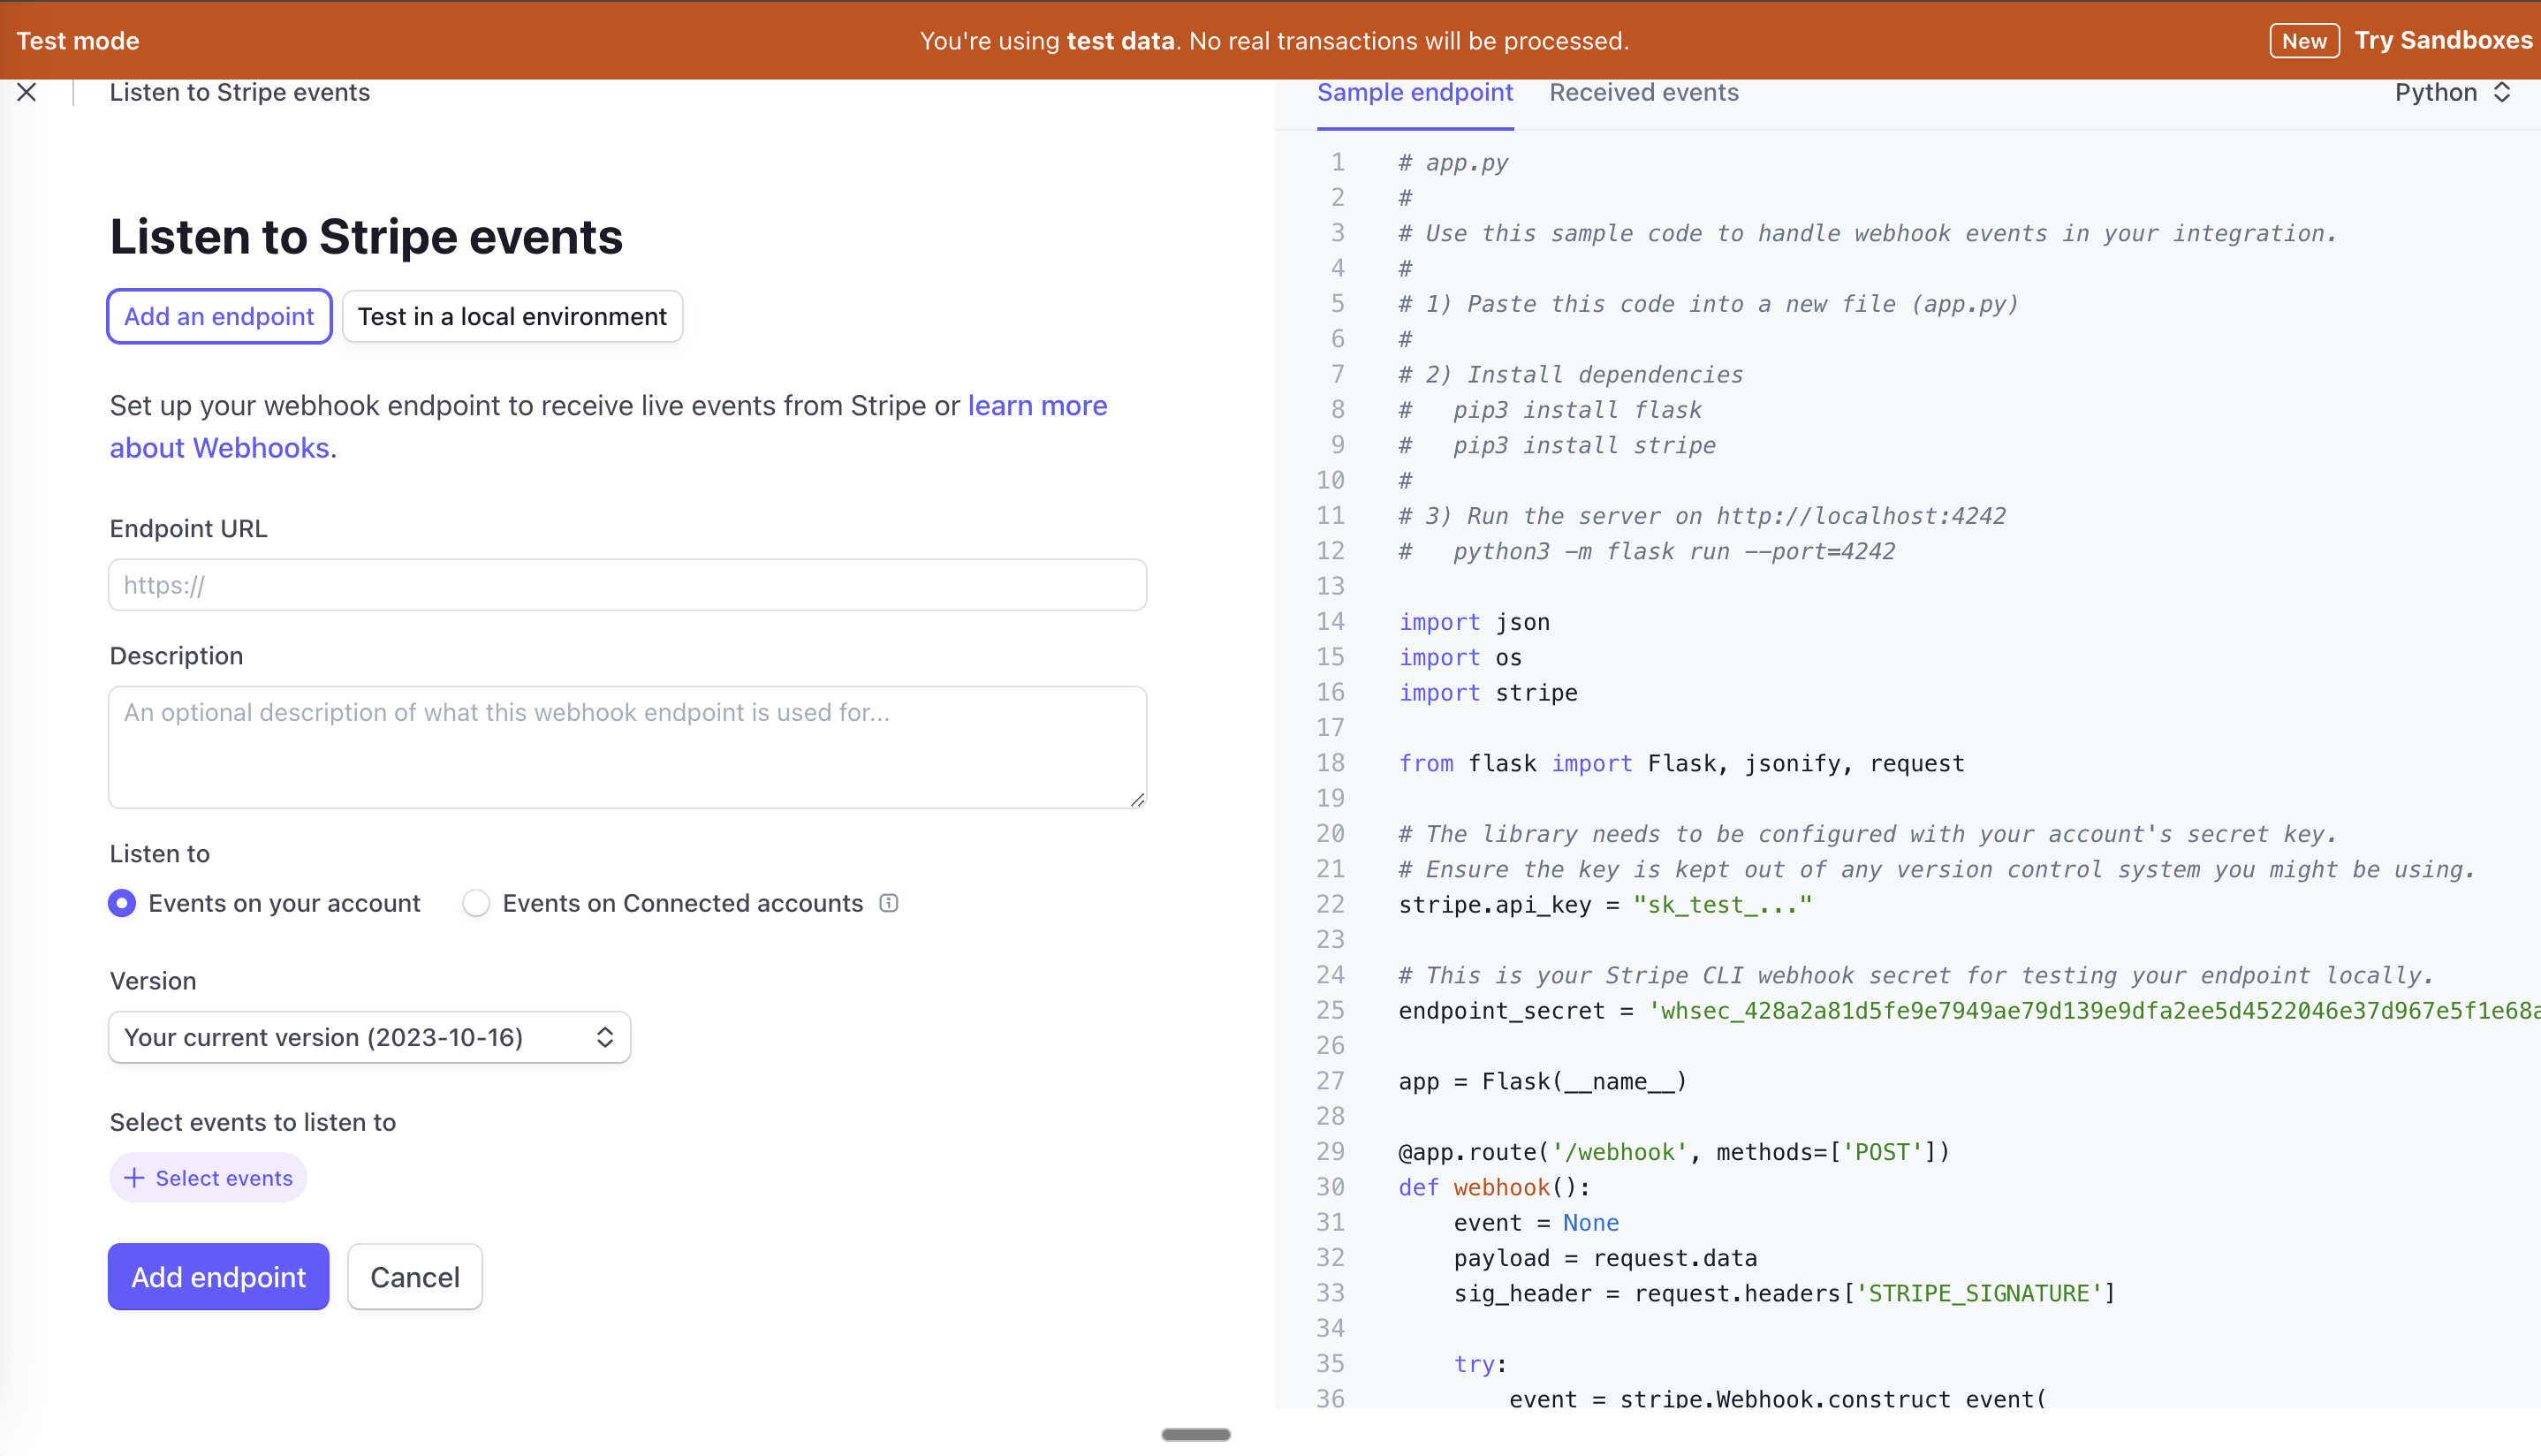 Test mode
You're using test data. No real transactions will be processed.
New Try Sandboxes
Listen to Stripe events
Listen to Stripe events
Add an endpoint
Test in a local environment
Set up your webhook endpoint to receive live events from Stripe or learn more
about Webhooks.
Endpoint URL
https://
Description
An optional description of what this webhook endpoint is used for...
Listen to
Events on your account
Events on Connected accounts
Version
Your current version (2023-10-16)
Select events to listen to
+ Select events
Add endpoint
Cancel
Sample endpoint
Received events
Python
1 # app.py
2 #
3 # Use this sample code to handle webhook events in your integration.
4 #
5 # 1) Paste this code into a new file (app.py)
6 #
7 # 2) Install dependencies
8 #   pip3 install flask
9 #   pip3 install stripe
10 #
11 # 3) Run the server on http://localhost:4242
12 #   python3 -m flask run --port=4242
13
14 import json
15 import os
16 import stripe
17
18 from flask import Flask, jsonify, request
19
20 # The library needs to be configured with your account's secret key.
21 # Ensure the key is kept out of any version control system you might be using.
22 stripe.api_key = "sk_test_..."
23
24 # This is your Stripe CLI webhook secret for testing your endpoint locally.
25 endpoint_secret = 'whsec_428a2a81d5fe9e7949ae79d139e9dfa2ee5d4522046e37d967e5f1e68a
26
27 app = Flask(__name__)
28
29 @app.route('/webhook', methods=['POST'])
30 def webhook():
31     event = None
32     payload = request.data
33     sig_header = request.headers['STRIPE_SIGNATURE']
34
35     try:
36         event = stripe.Webhook.construct_event(